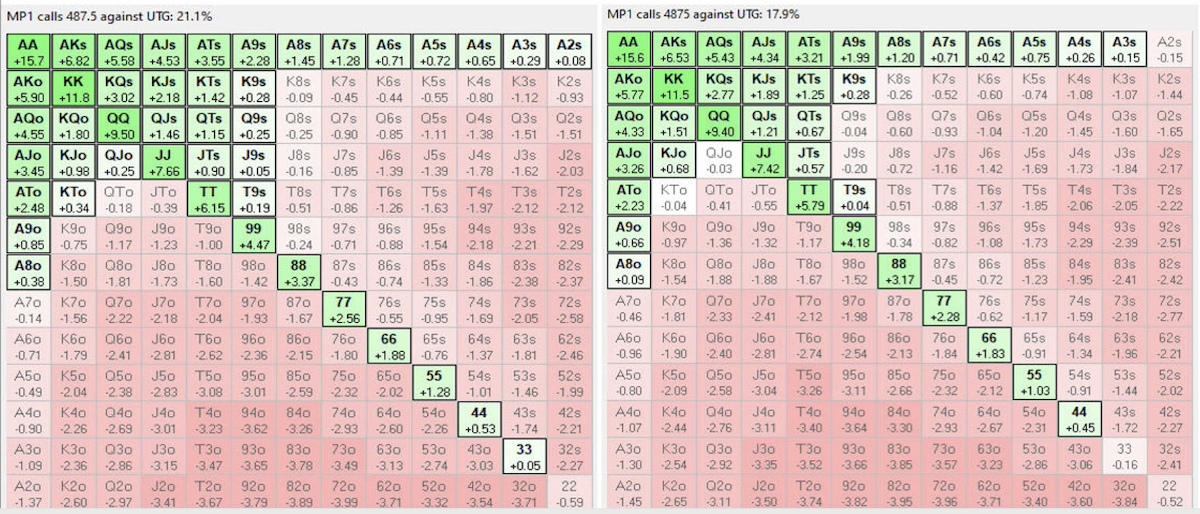 MP1 calls 487.5 against UTG: 21.1%
AA AKs AQs AJs ATs A9s A8s A7s A6s A5s A4s A3s A2s
+15.7 +6.82 +5.58 +4.53 +3.55 +2.28 +1.45 +1.28 +0.71 +0.72 +0.65 +0.29 +0.08
AKo KK KQs KJs KTs K9s K8s K7s K6s K5s K4s K3s K2s
+5.90 +11.8 +3.02 +2.18 +1.42 +0.28 -0.09 -0.45 -0.44 -0.55 -0.80 -1.12 -0.93
AQo KQo QQ QJs QTs Q9s Q8s Q7s Q6s Q5s Q4s Q3s Q2s
+4.55 +1.80 +9.50 +1.46 +1.15 +0.25 -0.25 -0.90 -0.85 -1.11 -1.38 -1.51 -1.51
AJo KJo QJo JJ JTs J9s J8s J7s J6s J5s J4s J3s J2s
+3.45 +0.98 +0.25 +7.66 +0.90 +0.05 -0.16 -0.85 -1.39 -1.39 -1.78 -1.62 -2.03
ATo KTo QTo JTo TT T9s T8s T7s T6s T5s T4s T3s T2s
+2.48 +0.34 -0.18 -0.39 +6.15 +0.19 -0.51 -0.86 -1.26 -1.63 -1.97 -2.12 -2.12
A9o K9o Q9o J9o T9o 99 98s 97s 96s 95s 94s 93s 92s
+0.85 -0.75 -1.17 -1.23 -1.00 +4.47 -0.24 -0.71 -0.88 -1.54 -2.18 -2.21 -2.29
A8o K8o Q8o J8o T8o 98o 88 87s 86s 85s 84s 83s 82s
+0.38 -1.50 -1.81 -1.73 -1.60 -1.42 +3.37 -0.43 -0.74 -1.33 -1.86 -2.38 -2.37
A7o K7o Q7o J7o T7o 97o 87o 77 76s 75s 74s 73s 72s
-0.14 -1.56 -2.22 -2.18 -2.04 -1.93 -1.67 +2.56 -0.55 -0.95 -1.69 -2.05 -2.58
A6o K6o Q6o J6o T6o 96o 86o 76o 66 65s 64s 63s 62s
-0.71 -1.79 -2.41 -2.81 -2.62 -2.36 -2.15 -1.80 +1.88 -0.76 -1.37 -1.81 -2.46
A5o K5o Q5o J5o T5o 95o 85o 75o 65o 55 54s 53s 52s
-0.49 -2.04 -2.38 -2.83 -3.08 -3.01 -2.59 -2.32 -2.02 +1.28 -1.01 -1.46 -1.99
A4o K4o Q4o J4o T4o 94o 84o 74o 64o 54o 44 43s 42s
-0.90 -2.26 -2.69 -3.01 -3.23 -3.62 -3.26 -2.93 -2.60 -2.26 +0.53 -1.74 -2.21
A3o K3o Q3o J3o T3o 93o 83o 73o 63o 53o 43o 33 32s
-1.09 -2.36 -2.86 -3.15 -3.47 -3.65 -3.78 -3.49 -3.13 -2.74 -3.03 +0.05 -2.27
A2o K2o Q2o J2o T2o 92o 82o 72o 62o 52o 42o 32o 22
-1.37 -2.60 -2.97 -3.41 -3.67 -3.79 -3.89 -3.99 -3.71 -3.32 -3.54 -3.71 -0.59
MP1 calls 4875 against UTG: 17.9%
AA AKs AQs AJs ATs A9s A8s A7s A6s A5s A4s A3s A2s
+15.6 +6.53 +5.43 +4.34 +3.21 +1.99 +1.20 +0.71 +0.42 +0.75 +0.26 +0.15 -0.15
AKo KK KQs KJs KTs K9s K8s K7s K6s K5s K4s K3s K2s
+5.77 +11.5 +2.77 +1.89 +1.25 +0.28 -0.26 -0.52 -0.60 -0.74 -1.08 -1.07 -1.44
AQo KQo QQ QJs QTs Q9s Q8s Q7s Q6s Q5s Q4s Q3s Q2s
+4.33 +1.51 +9.40 +1.21 +0.67 -0.04 -0.60 -0.93 -1.04 -1.20 -1.45 -1.60 -1.65
AJo KJo QJo JJ JTs J9s J8s J7s J6s J5s J4s J3s J2s
+3.26 +0.68 -0.03 +7.42 +0.57 -0.20 -0.72 -1.16 -1.42 -1.69 -1.73 -1.84 -2.17
ATo KTo QTo JTo TT T9s T8s T7s T6s T5s T4s T3s T2s
+2.23 -0.04 -0.41 -0.55 +5.79 +0.04 -0.51 -0.88 -1.37 -1.85 -2.06 -2.05 -2.22
A9o K9o Q9o J9o T9o 99 98s 97s 96s 95s 94s 93s 92s
+0.66 -0.97 -1.36 -1.32 -1.17 +4.18 -0.34 -0.82 -1.08 -1.73 -2.29 -2.39 -2.51
A8o K8o Q8o J8o T8o 98o 88 87s 86s 85s 84s 83s 82s
+0.09 -1.54 -1.88 -1.88 -1.67 -1.52 +3.17 -0.45 -0.72 -1.23 -1.95 -2.41 -2.42
A7o K7o Q7o J7o T7o 97o 87o 77 76s 75s 74s 73s 72s
-0.46 -1.81 -2.33 -2.41 -2.12 -1.98 -1.78 +2.28 -0.62 -1.17 -1.59 -2.18 -2.77
A6o K6o Q6o J6o T6o 96o 86o 76o 66 65s 64s 63s 62s
-0.96 -1.90 -2.40 -2.81 -2.74 -2.54 -2.13 -1.84 +1.83 -0.91 -1.34 -1.96 -2.21
A5o K5o Q5o J5o T5o 95o 85o 75o 65o 55 54s 53s 52s
-0.80 -2.09 -2.58 -3.04 -3.26 -3.11 -2.66 -2.32 -2.12 +1.03 -0.91 -1.44 -2.02
A4o K4o Q4o J4o T4o 94o 84o 74o 64o 54o 44 43s 42s
-1.07 -2.44 -2.76 -3.11 -3.40 -3.64 -3.30 -2.93 -2.67 -2.31 +0.45 -1.72 -2.27
A3o K3o Q3o J3o T3o 93o 83o 73o 63o 53o 43o 33 32s
-1.30 -2.54 -2.92 -3.35 -3.52 -3.66 -3.85 -3.57 -3.23 -2.86 -3.06 -0.16 -2.41
A2o K2o Q2o J2o T2o 92o 82o 72o 62o 52o 42o 32o 22
-1.45 -2.65 -3.11 -3.50 -3.74 -3.82 -3.95 -3.96 -3.71 -3.40 -3.60 -3.84 -0.52